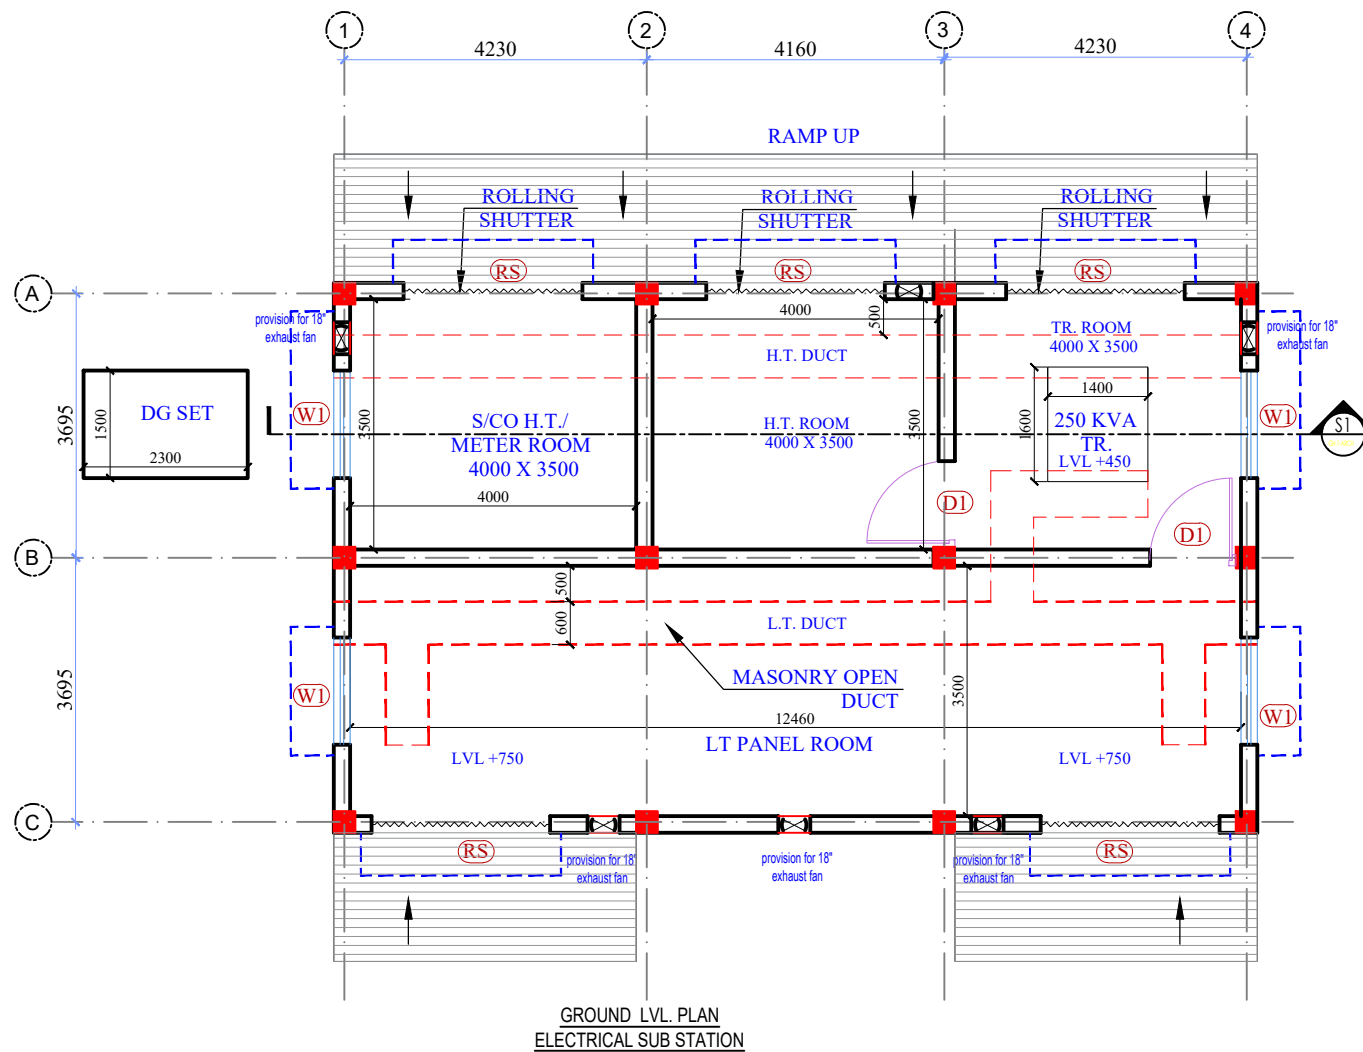 1
2
3
4
4230
4160
4230
RAMP UP
ROLLING
SHUTTER
ROLLING
SHUTTER
ROLLING
SHUTTER
RS
RS
RS
A
provision for 18"
exhaust fan
4000
500
TR. ROOM
4000 X 3500
provision for 18"
exhaust fan
H.T. DUCT
3695
DG SET
1500
2300
W1
3500
S/CO H.T./
METER ROOM
4000 X 3500
4000
H.T. ROOM
4000 X 3500
3500
1600
1400
250 KVA
TR.
LVL +450
W1
S1
D1
D1
B
500
600
L.T. DUCT
3695
MASONRY OPEN
DUCT
3500
W1
12460
W1
LT PANEL ROOM
LVL +750
LVL +750
C
RS
provision for 18"
exhaust fan
provision for 18"
exhaust fan
provision for 18"
exhaust fan
RS
GROUND LVL. PLAN
ELECTRICAL SUB STATION